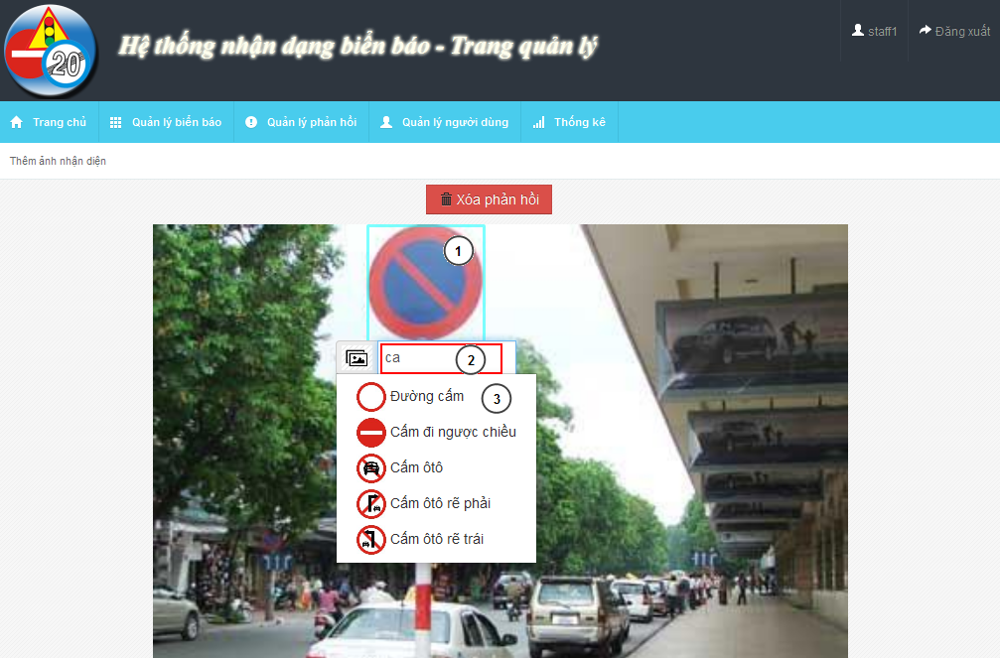 20
Hệ thống nhận dạng biển báo - Trang quản lý
staff1
Đăng xuất
Trang chủ
Quản lý biển báo
Quản lý phản hồi
Quản lý người dùng
Thống kê
Thêm ảnh nhận diện
Xóa phản hồi
1
ca
2
Đường cấm
3
Cấm đi ngược chiều
Cấm ôtô
Cấm ôtô rẽ phải
Cấm ôtô rẽ trái